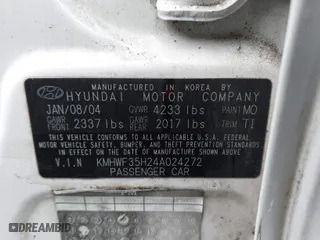 MANUFACTURED IN KOREA BY
HYUNDAI MOTOR COMPANY
JAN/08/04 GVWR 4233 lbs PAINT MO
GAWR FRONT 2337 lbs GAWR REAR 2017 lbs TRIM TI
THIS VEHICLE CONFORMS TO ALL APPLICABLE U.S.A. FEDERAL
MOTOR VEHICLE SAFETY, BUMPER, AND THEFT PREVENTION
STANDARDS IN EFFECT ON THE DATE OF MANUFACTURE SHOWN ABOVE.
V.I.N KMHWF35H24A024272
PASSENGER CAR
DEALERSHIP